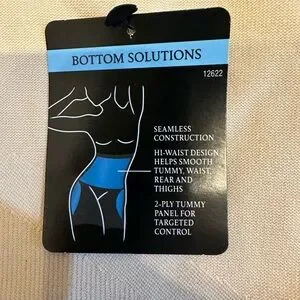 BOTTOM SOLUTIONS
12622
SEAMLESS
CONSTRUCTION
HI-WAIST DESIGN
HELPS SMOOTH
TUMMY, WAIST,
REAR AND
THIGHS
2-PLY TUMMY
PANEL FOR
TARGETED
CONTROL